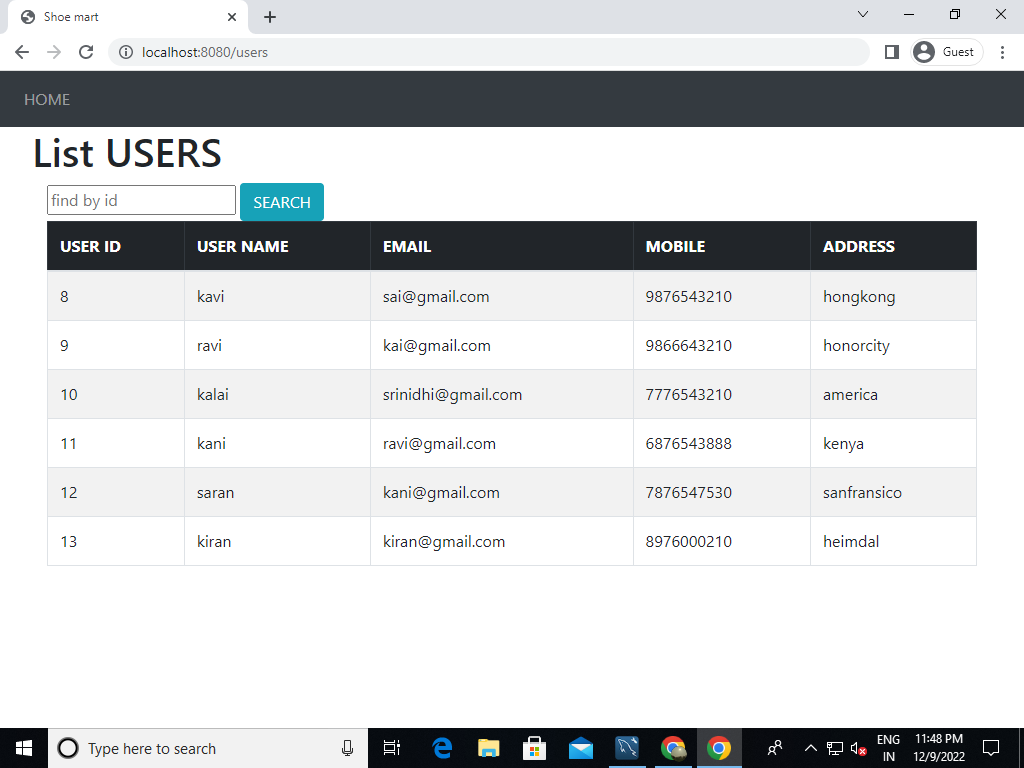 Shoe mart
localhost:8080/users
Guest
HOME
List USERS
find by id SEARCH
USER ID USER NAME EMAIL MOBILE ADDRESS
8 kavi sai@gmail.com 9876543210 hongkong
9 ravi kai@gmail.com 9866643210 honorcity
10 kalai srinidhi@gmail.com 7776543210 america
11 kani ravi@gmail.com 6876543888 kenya
12 saran kani@gmail.com 7876547530 sanfransico
13 kiran kiran@gmail.com 8976000210 heimdal
Type here to search
ENG 11:48 PM
IN 12/9/2022